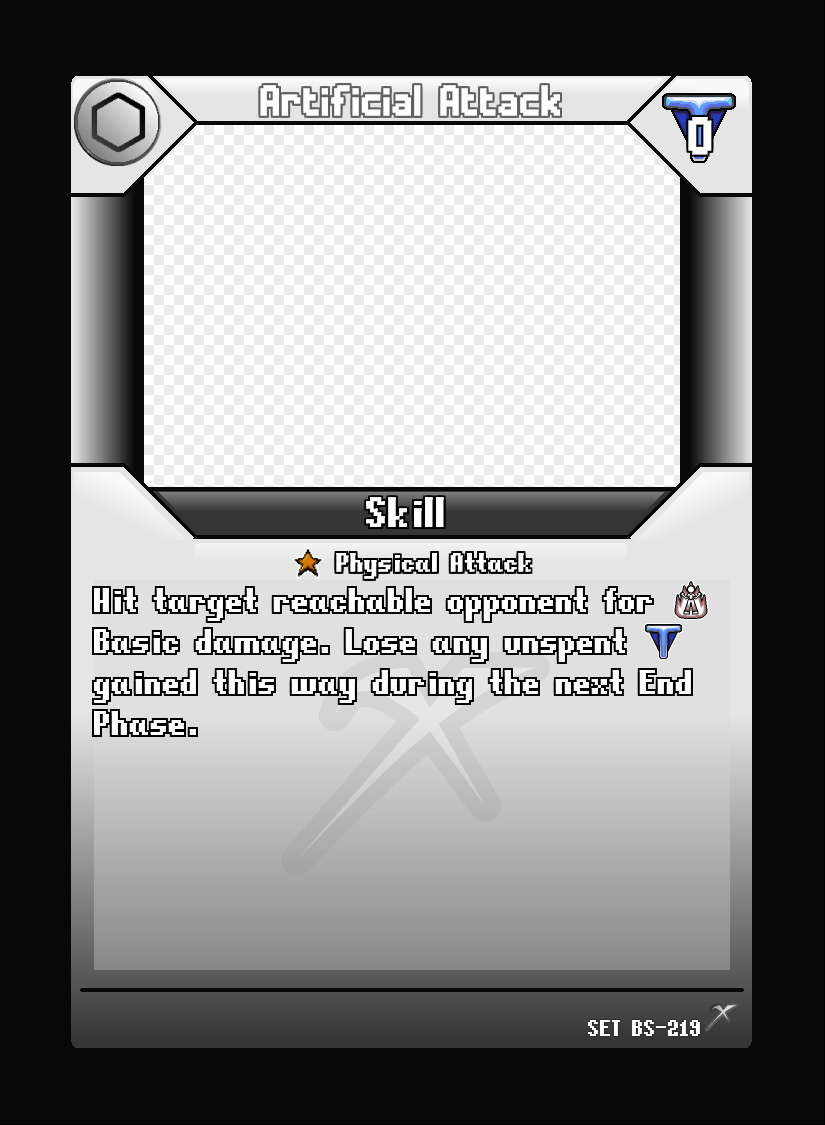 Artificial Attack
0
Skill
Physical Attack
Hit target reachable opponent for A
Basic damage. Lose any unspent T
gained this way during the next End
Phase.
SET BS-219